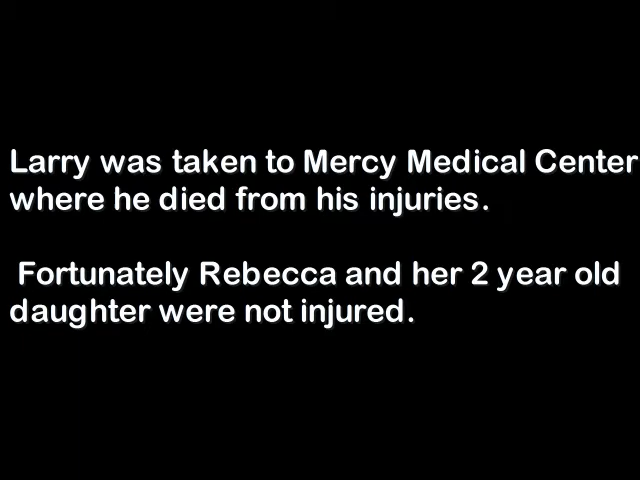 Larry was taken to Mercy Medical Center
where he died from his injuries.
Fortunately Rebecca and her 2 year old
daughter were not injured.